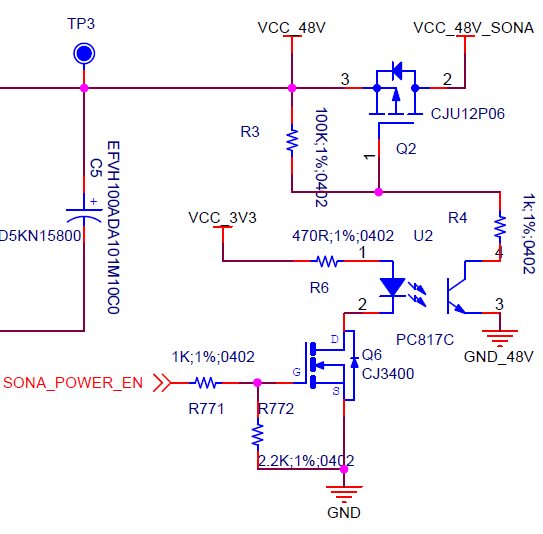 TP3
VCC_48V
VCC_48V_SONA
3
2
CJU12P06
Q2
1
R3
100K;1%;0402
EFVH100ADA101M10C0
C5
+
D5KN15800
VCC_3V3
470R;1%;0402
1
U2
R4
1k;1%;0402
4
R6
2
3
PC817C
GND_48V
D
G
S
Q6
CJ3400
1K;1%;0402
SONA_POWER_EN
R771
R772
2.2K;1%;0402
GND